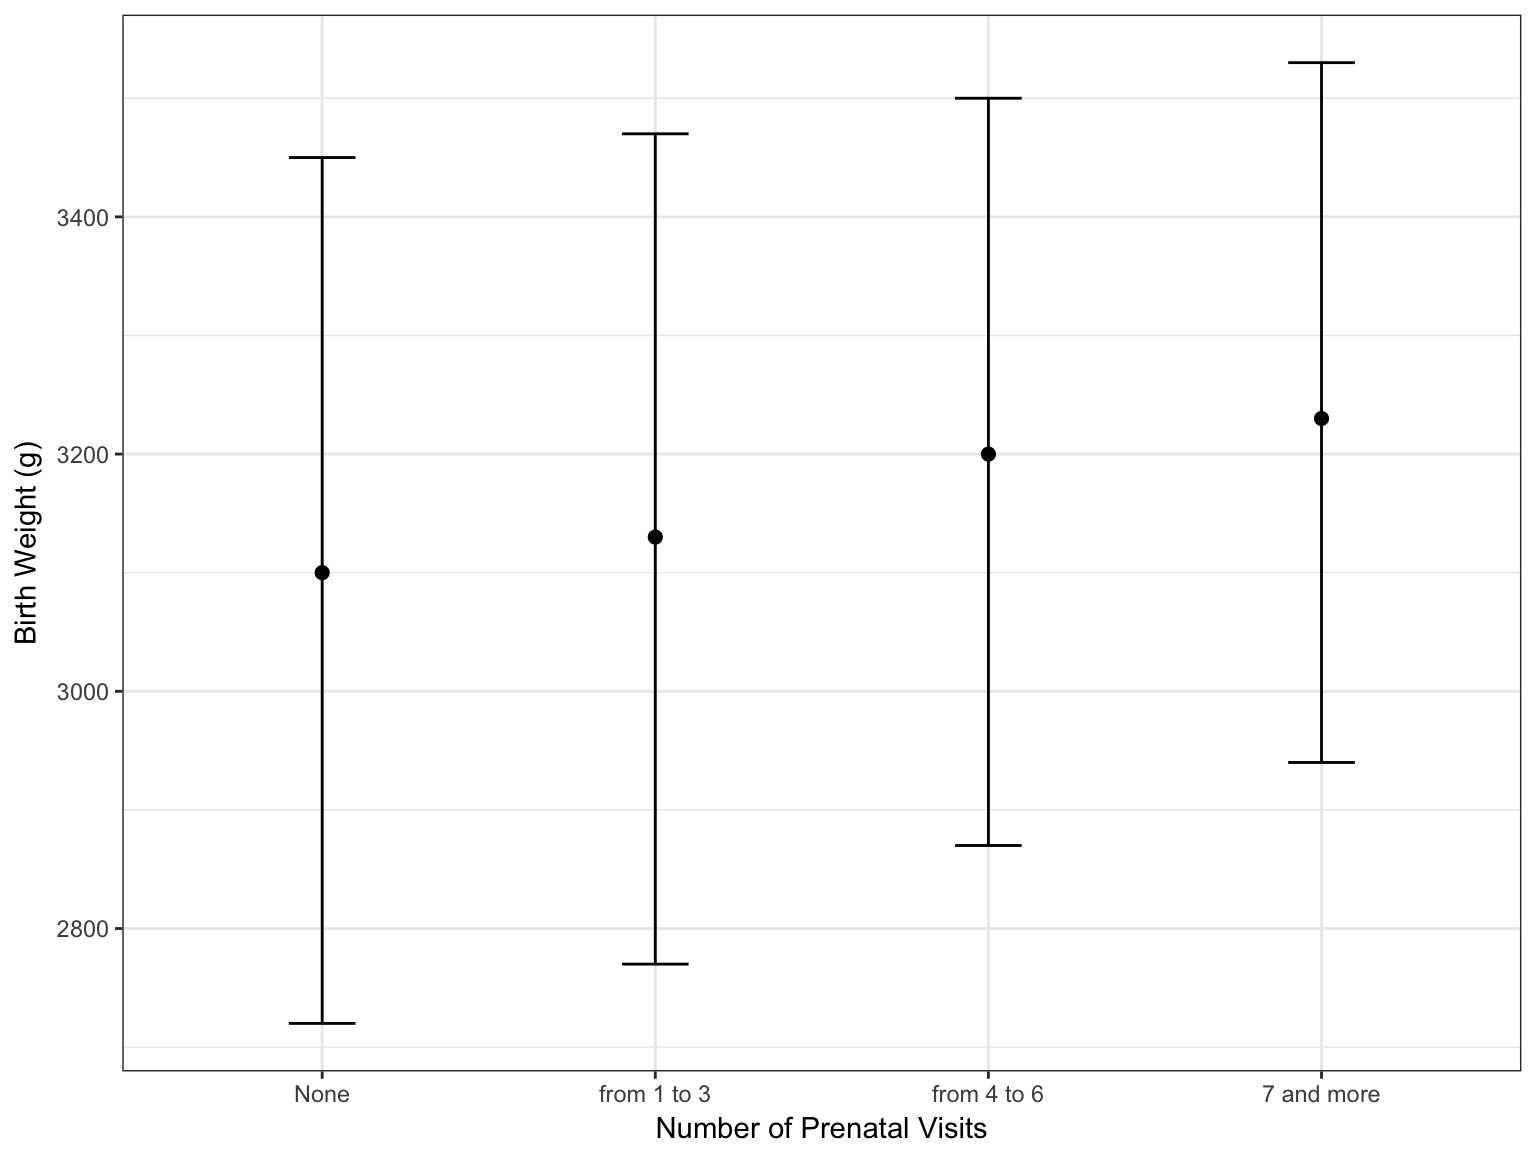 Birth Weight (g)
3400
3200
3000
2800
None
from 1 to 3
from 4 to 6
7 and more
Number of Prenatal Visits